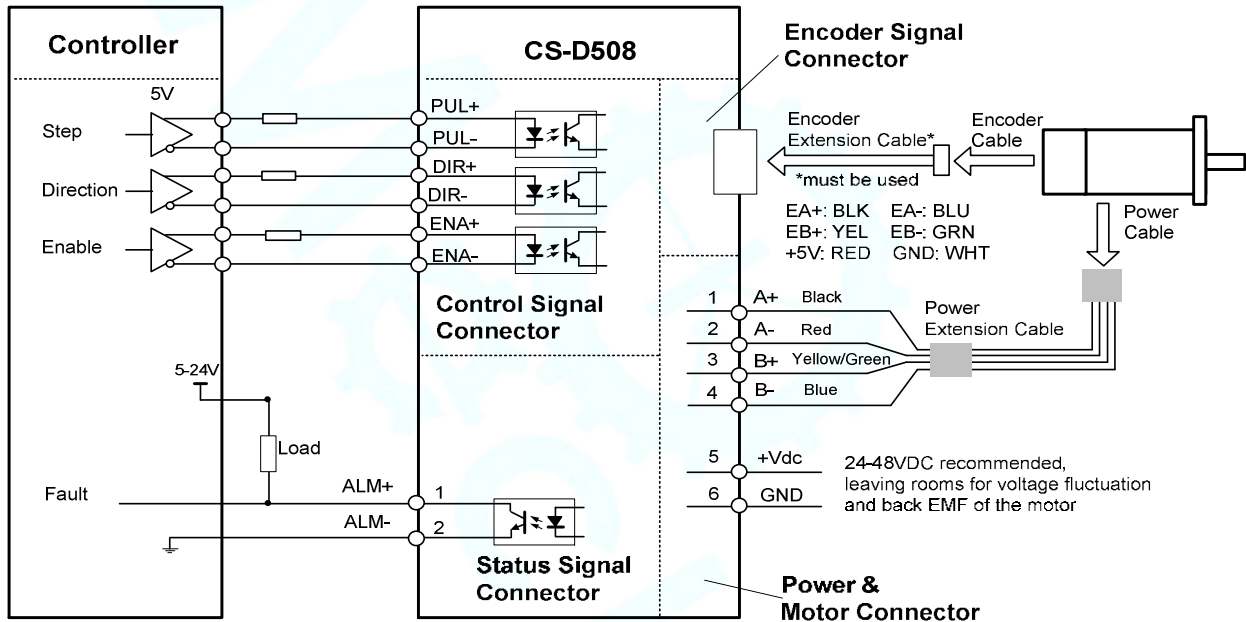 Controller
5V
Step
Direction
Enable
5-24V
Load
Fault
ALM+
ALM-
CS-D508
PUL+
PUL-
DIR+
DIR-
ENA+
ENA-
Control Signal
Connector
1
2
Status Signal
Connector
Encoder Signal
Connector
Encoder
Extension Cable*
*must be used
Encoder
Cable
EA+: BLK EA-: BLU
EB+: YEL EB-: GRN
+5V: RED GND: WHT
Power
Cable
Power
Extension Cable
1 A+ Black
2 A- Red
3 B+ Yellow/Green
4 B- Blue
5 +Vdc
6 GND
24-48VDC recommended,
leaving rooms for voltage fluctuation
and back EMF of the motor
Power &
Motor Connector